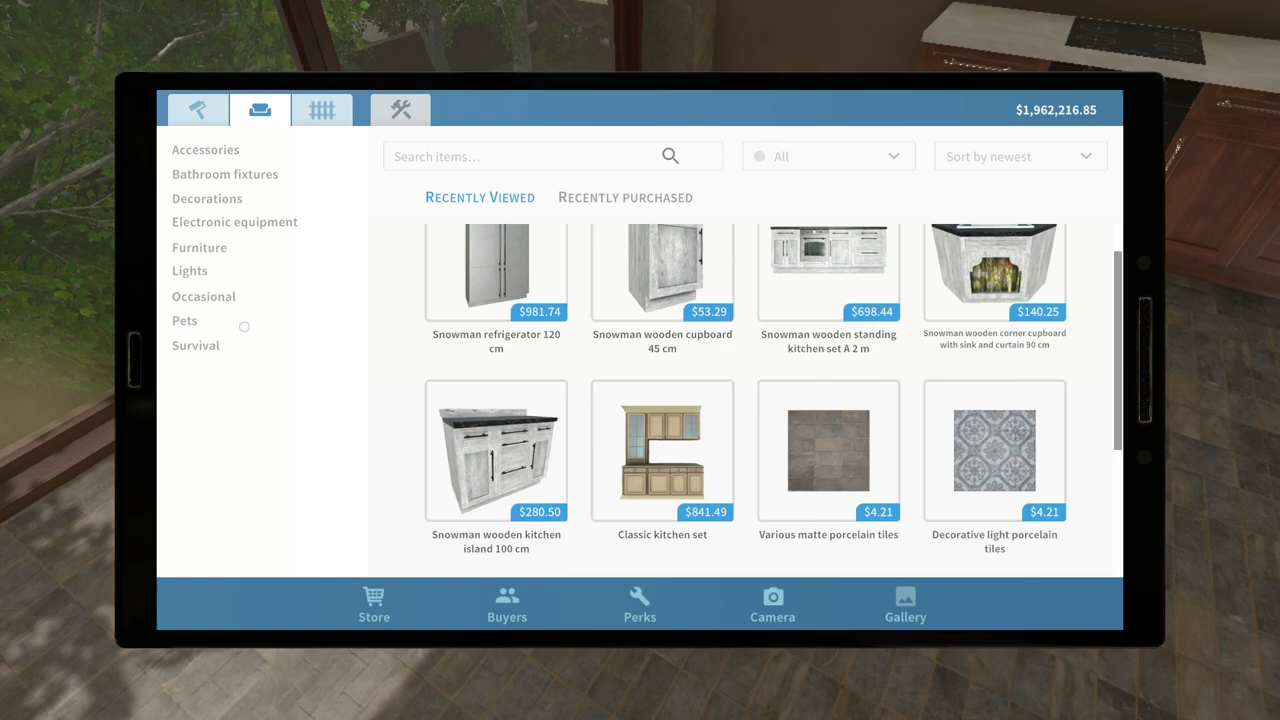 $1,962,216.85
Accessories
Bathroom fixtures
Decorations
Electronic equipment
Furniture
Lights
Occasional
Pets
Survival
Search items...
All
Sort by newest
RECENTLY VIEWED
RECENTLY PURCHASED
$981.74
Snowman refrigerator 120
cm
$53.29
Snowman wooden cupboard
45 cm
$698.44
Snowman wooden standing
kitchen set A 2 m
$140.25
Snowman wooden corner cupboard
with sink and curtain 90 cm
$280.50
Snowman wooden kitchen
island 100 cm
$841.49
Classic kitchen set
$4.21
Various matte porcelain tiles
$4.21
Decorative light porcelain
tiles
Store
Buyers
Perks
Camera
Gallery